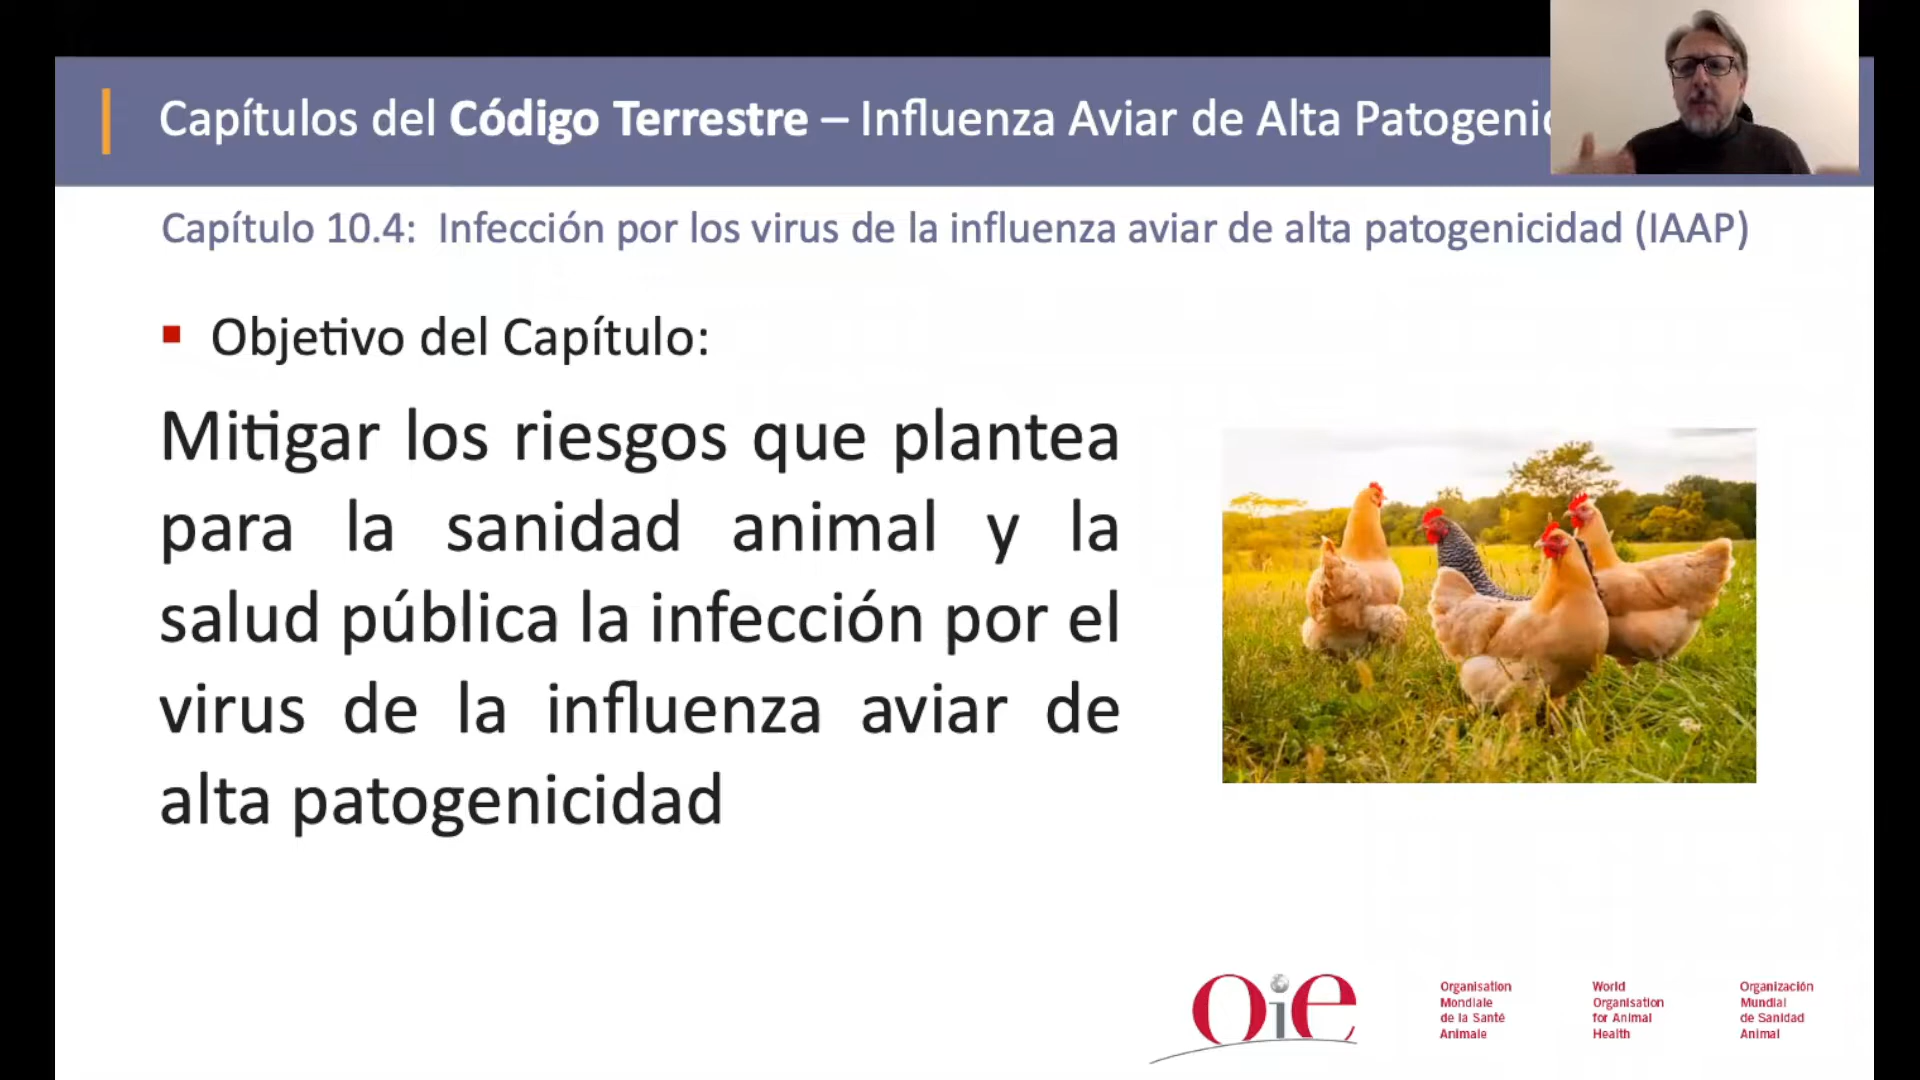 Capítulos del Código Terrestre – Influenza Aviar de Alta
Capítulo 10.4: Infección por los virus de la influenza aviar de alta patogenicidad (IAAP)
Objetivo del Capítulo:
Mitigar los riesgos que plantea
para la sanidad animal y la
salud pública la infección por el
virus de la influenza aviar de
alta patogenicidad
oie
Organisation
Mondiale
de la Santé
Animale
World
Organisation
for Animal
Health
Organización
Mundial
de Sanidad
Animal